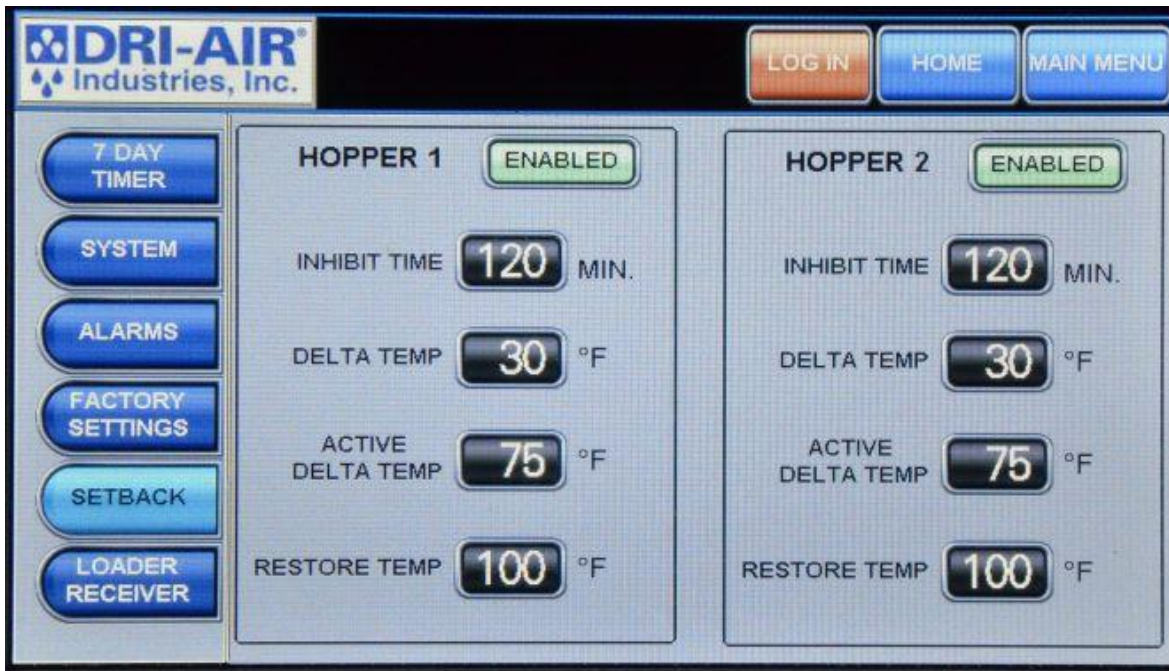 DRI-AIR®
Industries, Inc.
LOG IN
HOME
MAIN MENU
7 DAY
TIMER
SYSTEM
ALARMS
FACTORY
SETTINGS
SETBACK
LOADER
RECEIVER
HOPPER 1
ENABLED
INHIBIT TIME 120 MIN.
DELTA TEMP 30 °F
ACTIVE
DELTA TEMP 75 °F
RESTORE TEMP 100 °F
HOPPER 2
ENABLED
INHIBIT TIME 120 MIN.
DELTA TEMP 30 °F
ACTIVE
DELTA TEMP 75 °F
RESTORE TEMP 100 °F